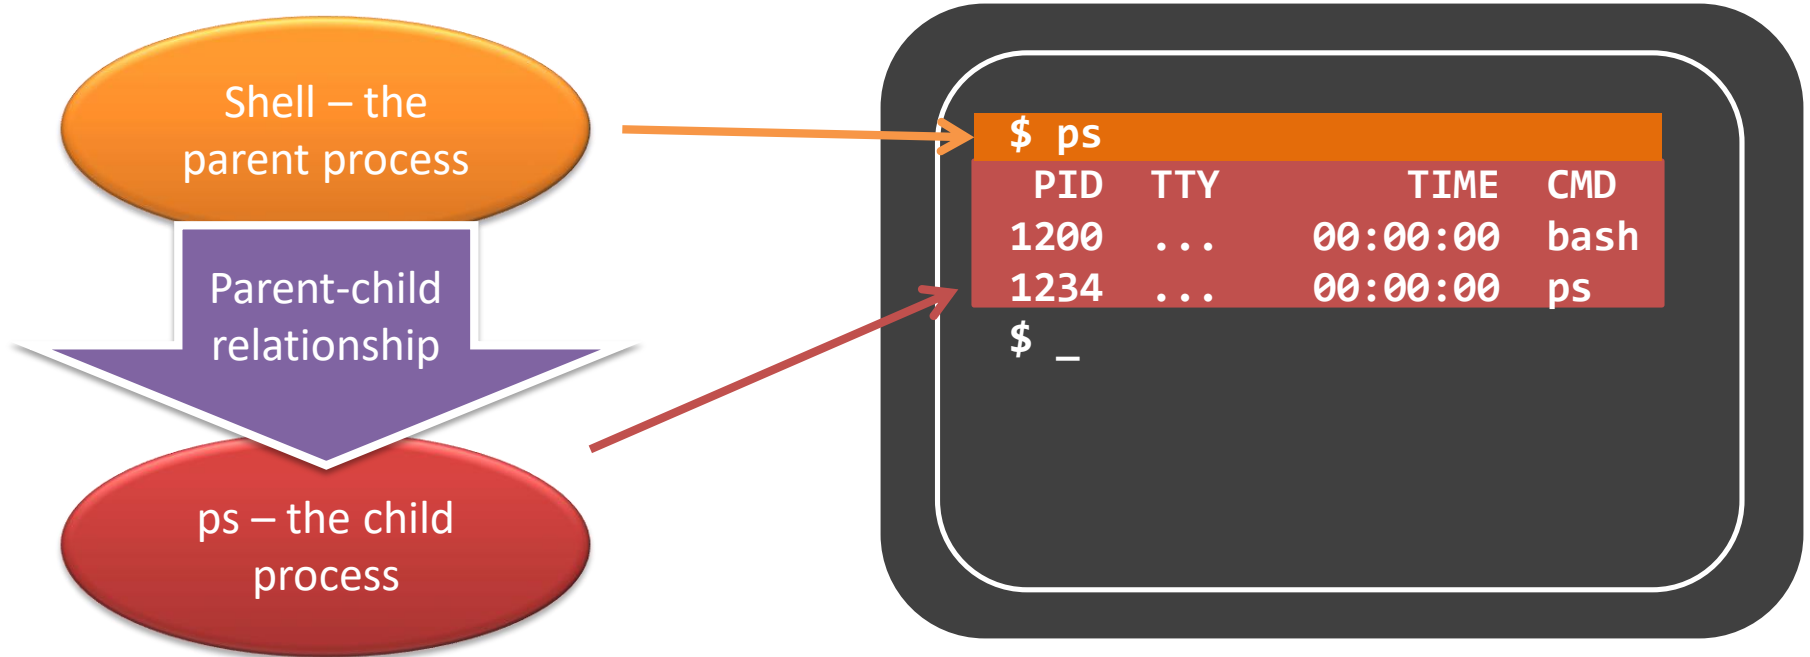 Shell – the
parent process
Parent-child
relationship
ps – the child
process
$ ps
PID TTY TIME CMD
1200 ... 00:00:00 bash
1234 ... 00:00:00 ps
$ _